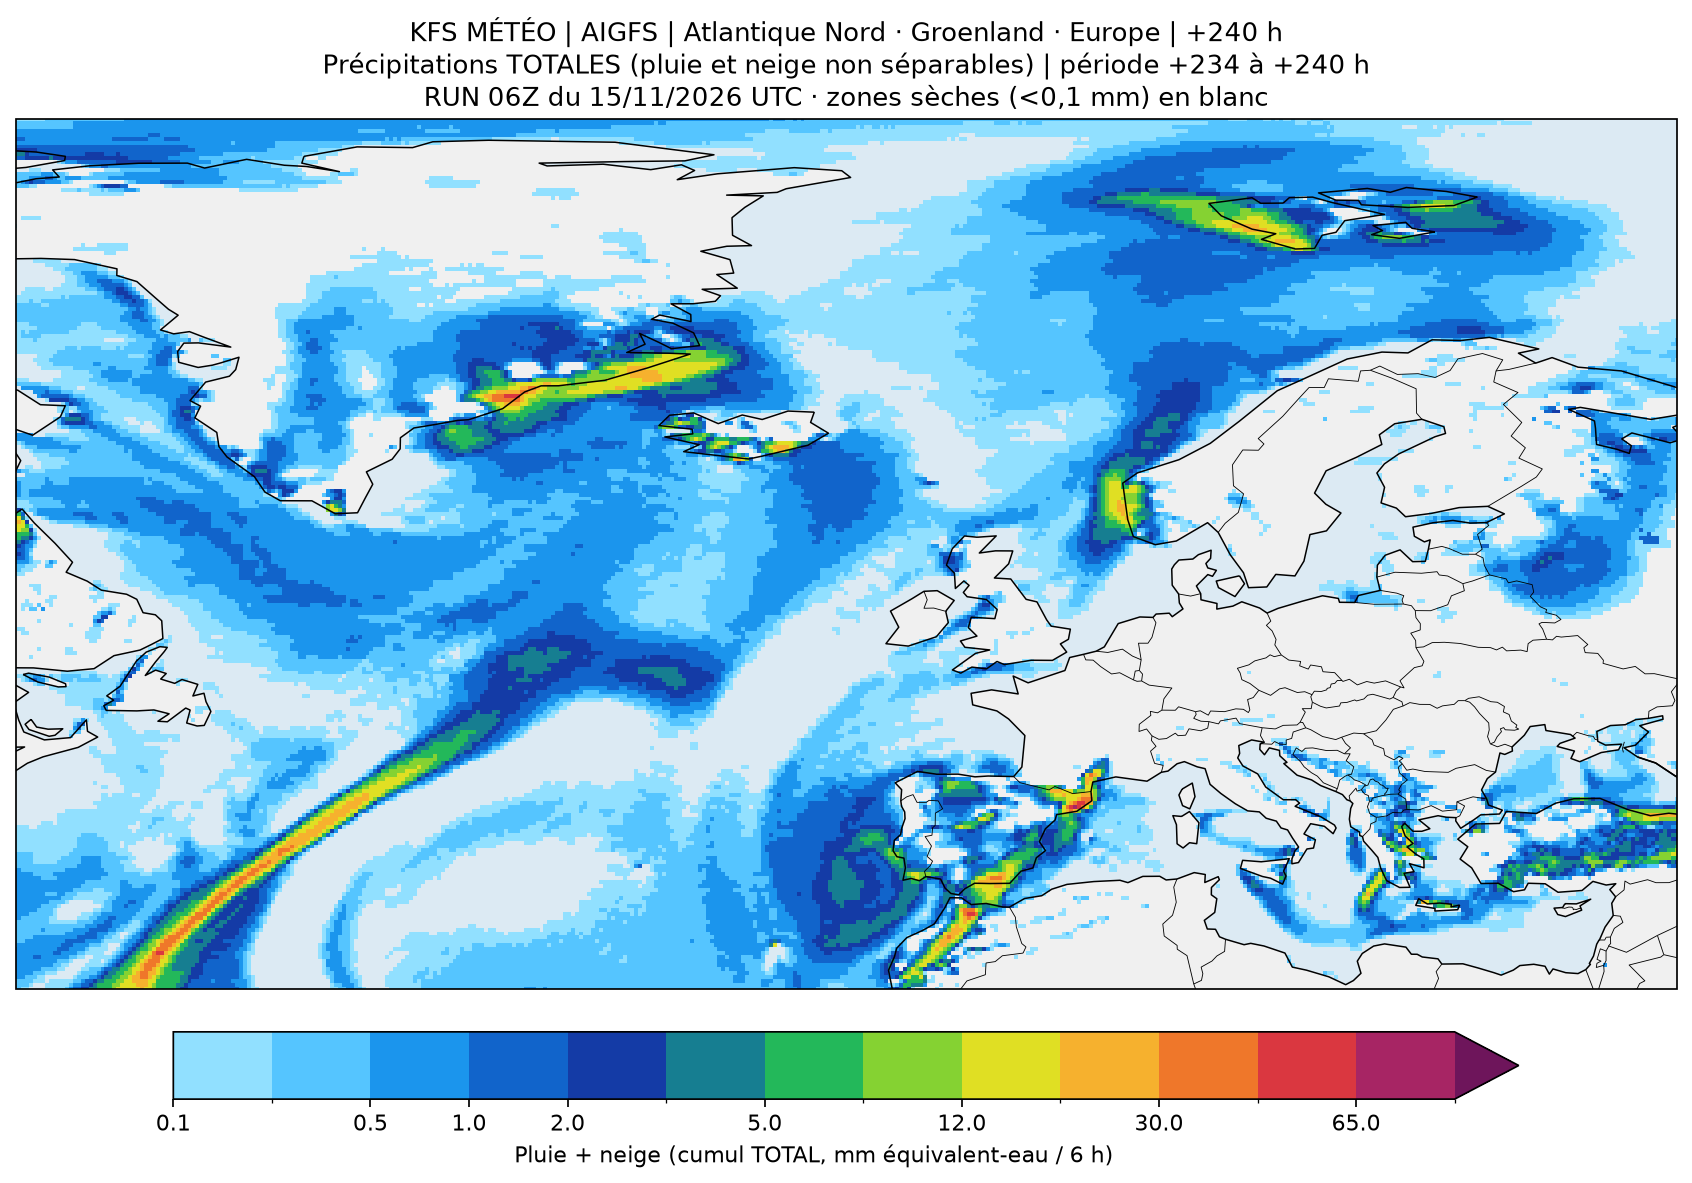 KFS MÉTÉO | AIGFS | Atlantique Nord · Groenland · Europe | +240 h
Précipitations TOTALES (pluie et neige non séparables) | période +234 à +240 h
RUN 06Z du 15/11/2026 UTC · zones sèches (<0,1 mm) en blanc
0.1 0.5 1.0 2.0 5.0 12.0 30.0 65.0
Pluie + neige (cumul TOTAL, mm équivalent-eau / 6 h)